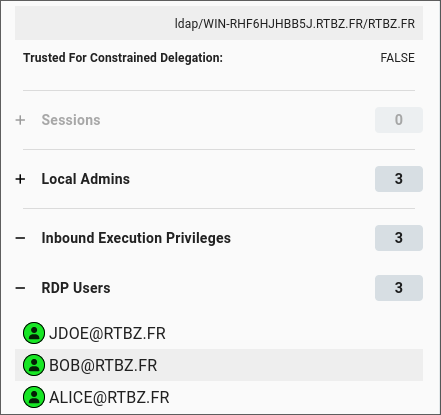 ldap/WIN-RHF6HJHBB5J.RTBZ.FR/RTBZ.FR
Trusted For Constrained Delegation: FALSE
+ Sessions 0
+ Local Admins 3
− Inbound Execution Privileges 3
− RDP Users 3
JDOE@RTBZ.FR
BOB@RTBZ.FR
ALICE@RTBZ.FR